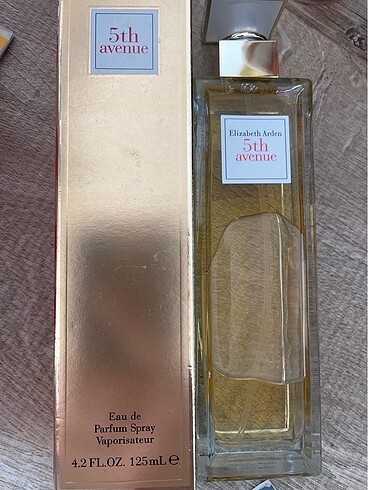 5th
avenue
Eau de
Parfum Spray
Vaporisateur
4.2 FL.OZ. 125mL ℮
Elizabeth Arden
5th
avenue